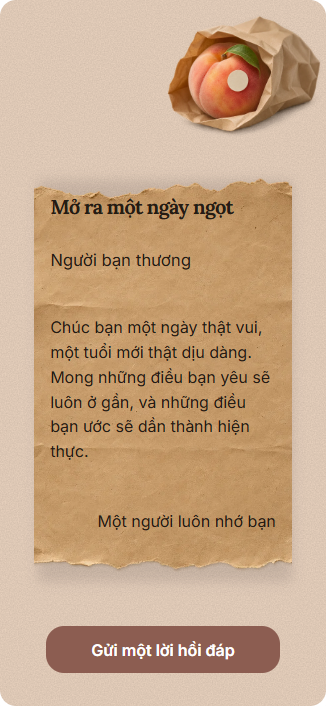 Mở ra một ngày ngọt
Người bạn thương
Chúc bạn một ngày thật vui,
một tuổi mới thật dịu dàng.
Mong những điều bạn yêu sẽ
luôn ở gần, và những điều
bạn ước sẽ dần thành hiện
thực.
Một người luôn nhớ bạn
Gửi một lời hồi đáp